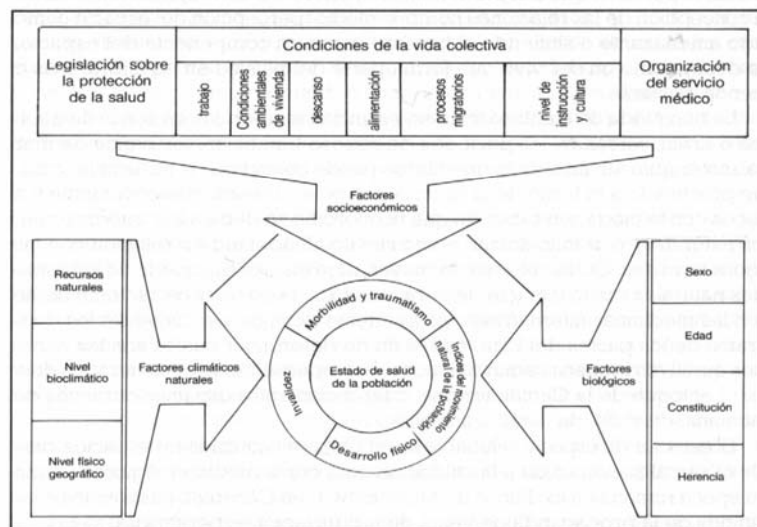 Legislación sobre
la protección
de la salud
Condiciones de la vida colectiva
trabajo
Condiciones
ambientales
de vivienda
descanso
alimentación
procesos
migratorios
nivel de
instrucción
y cultura
Organización
del servicio
médico
Factores
socioeconómicos
Recursos
naturales
Nivel
bioclimático
Nivel físico
geográfico
Factores climáticos
naturales
Morbilidad y traumatismo
Invalidez
Estado de salud
de la población
Indices del movimiento
natural de la población
Desarrollo físico
Factores
biológicos
Sexo
Edad
Constitución
Herencia